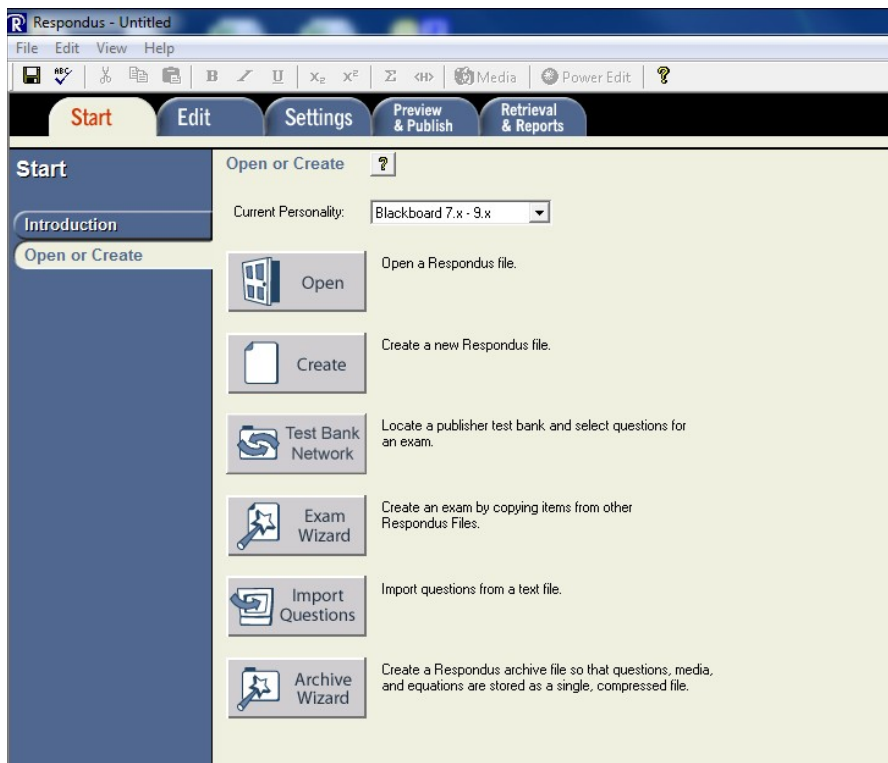 Respondus - Untitled
File Edit View Help
ABC B I U X₂ X² Σ <H> Media Power Edit ?
Start Edit Settings Preview & Publish Retrieval & Reports
Start
Introduction
Open or Create
Open or Create ?
Current Personality: Blackboard 7.x - 9.x
Open
Open a Respondus file.
Create
Create a new Respondus file.
Test Bank
Network
Locate a publisher test bank and select questions for
an exam.
Exam
Wizard
Create an exam by copying items from other
Respondus Files.
Import
Questions
Import questions from a text file.
Archive
Wizard
Create a Respondus archive file so that questions, media,
and equations are stored as a single, compressed file.